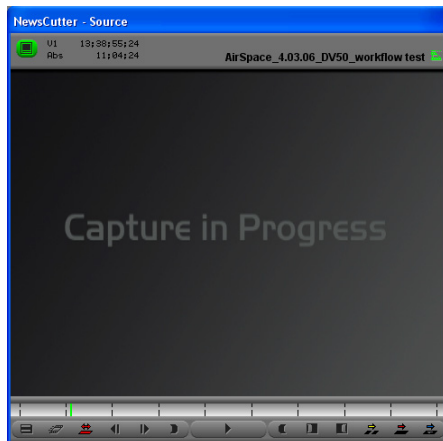 NewsCutter - Source
V1 13;38;55;24
Abs 11;04;24
AirSpace_4.03.06_DV50_workflow test
Capture in Progress